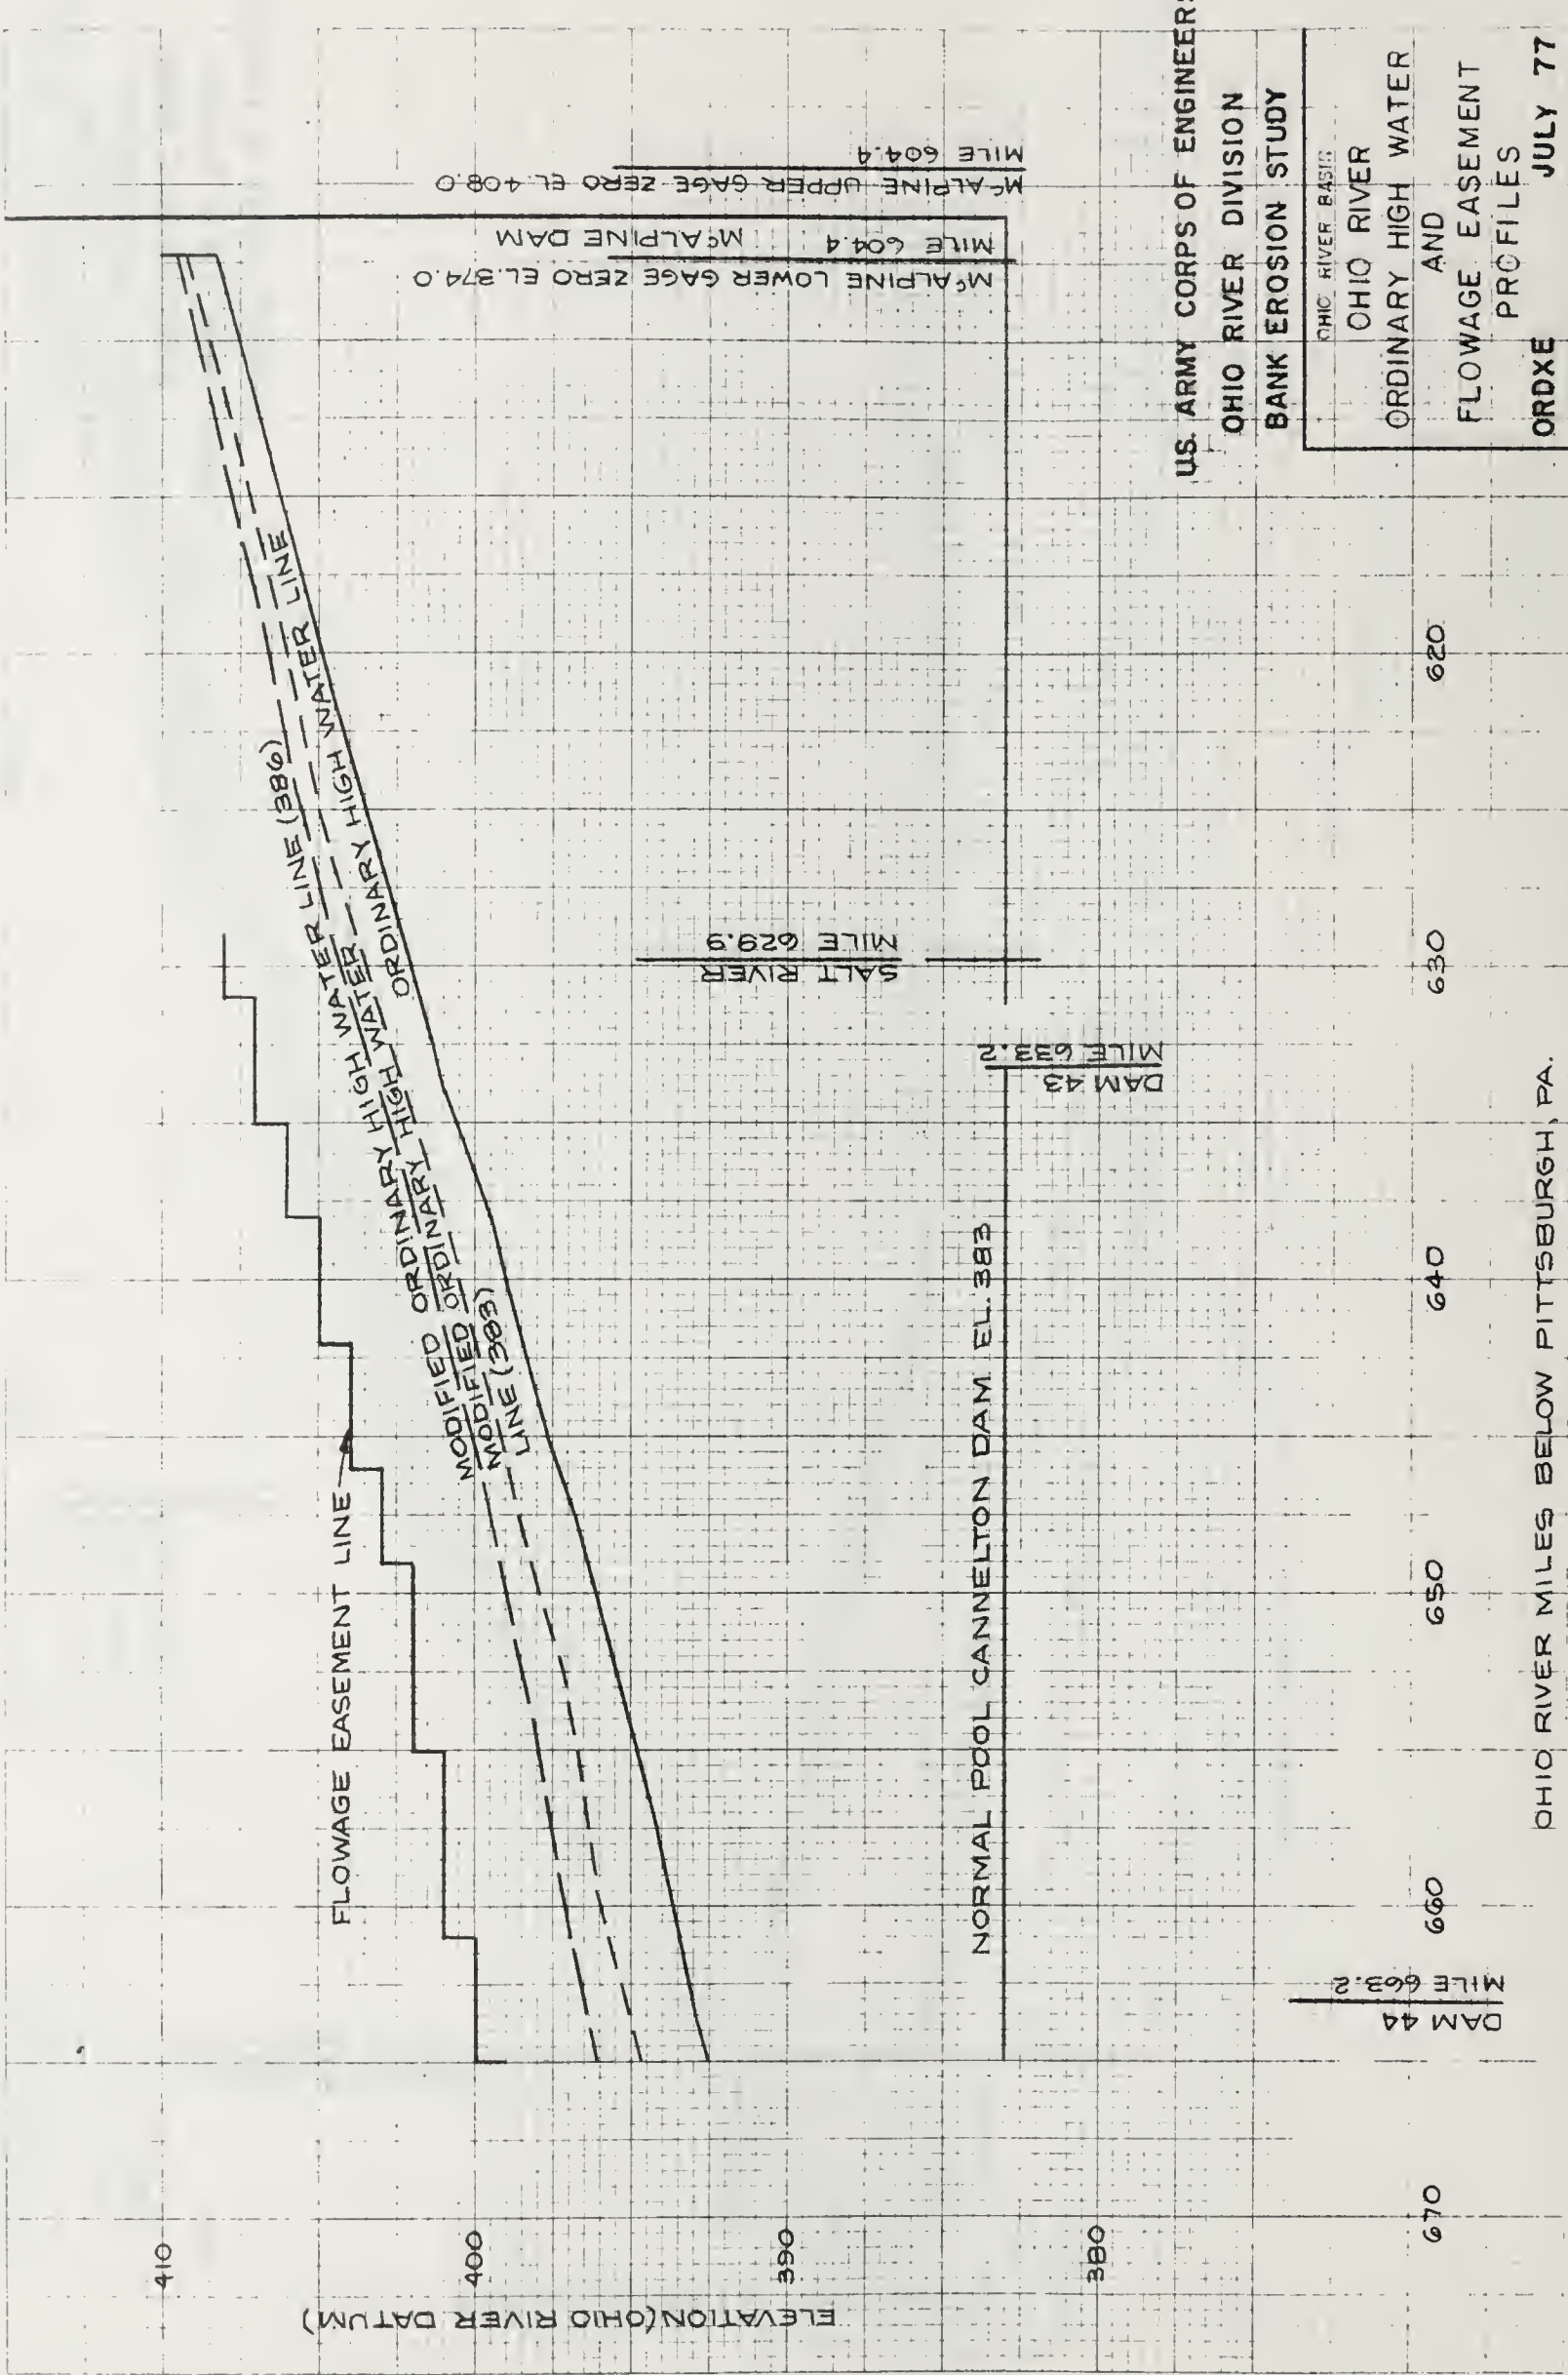 ELEVATION (OHIO RIVER DATUM)
410
400
390
380
FLOWAGE EASEMENT LINE
MODIFIED ORDINARY HIGH WATER LINE (386)
MODIFIED ORDINARY HIGH WATER
LINE (383)
ORDINARY HIGH WATER LINE
NORMAL POOL CANNELTON DAM EL. 383
DAM 44
MILE 663.2
DAM 43
MILE 633.2
SALT RIVER
MILE 629.9
McALPINE LOWER GAGE ZERO EL. 374.0
MILE 604.4 McALPINE DAM
McALPINE UPPER GAGE ZERO EL. 408.0
MILE 604.4
670
660
650
640
630
620
OHIO RIVER MILES BELOW PITTSBURGH, PA.
U.S. ARMY CORPS OF ENGINEERS
OHIO RIVER DIVISION
BANK EROSION STUDY
OHIO RIVER BASIN
OHIO RIVER
ORDINARY HIGH WATER
AND
FLOWAGE EASEMENT
PROFILES
ORDXE JULY 77